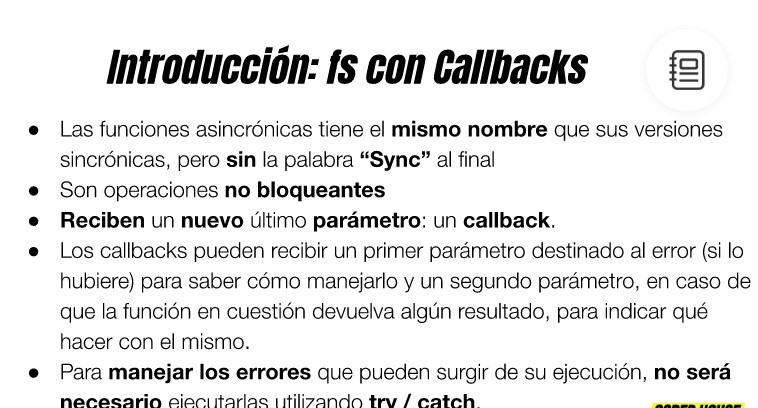 Introducción: fs con Callbacks
● Las funciones asincrónicas tiene el mismo nombre que sus versiones
sincrónicas, pero sin la palabra “Sync” al final
● Son operaciones no bloqueantes
● Reciben un nuevo último parámetro: un callback.
● Los callbacks pueden recibir un primer parámetro destinado al error (si lo
hubiere) para saber cómo manejarlo y un segundo parámetro, en caso de
que la función en cuestión devuelva algún resultado, para indicar qué
hacer con el mismo.
● Para manejar los errores que pueden surgir de su ejecución, no será
necesario ejecutarlas utilizando try / catch.
CODER HOUSE